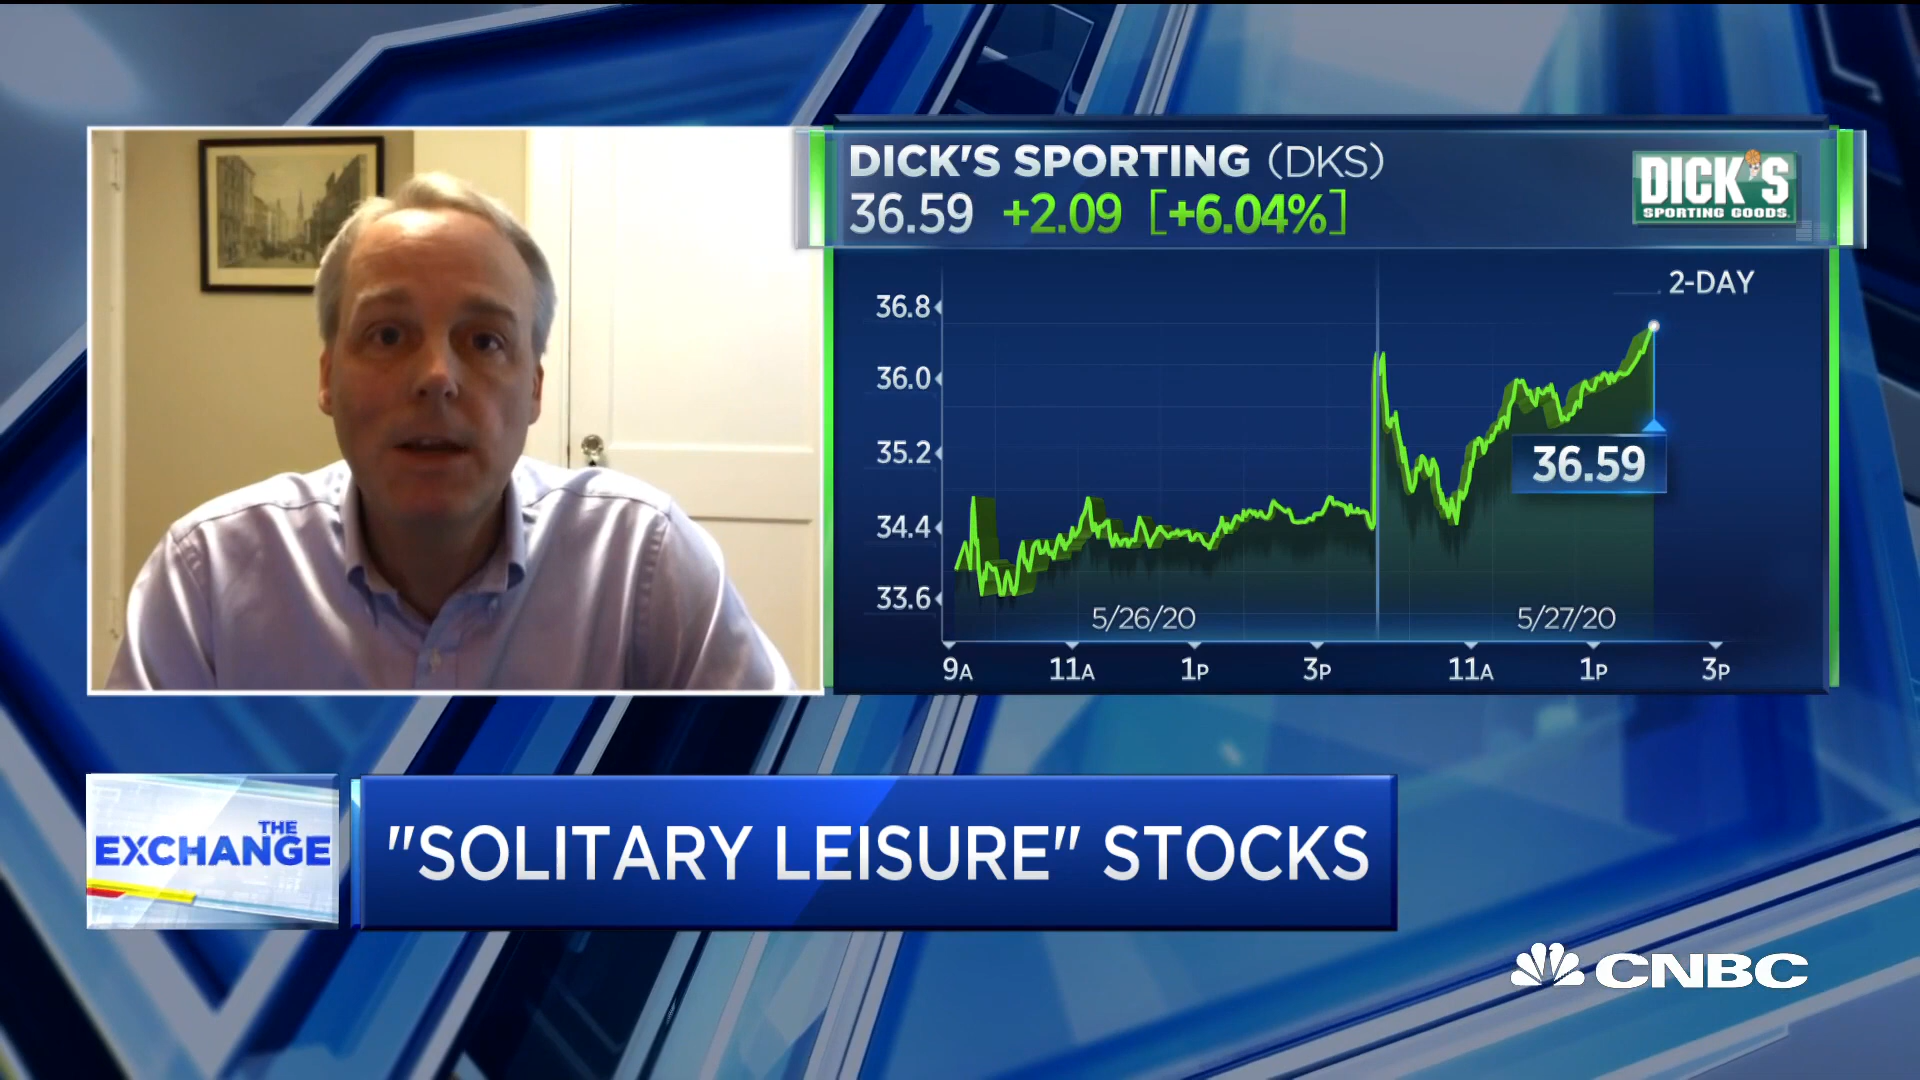 DICK'S SPORTING (DKS)
36.59 +2.09 [+6.04%]
DICK'S
SPORTING GOODS
2-DAY
36.8
36.0
35.2
34.4
33.6
36.59
5/26/20
5/27/20
9A 11A 1P 3P 11A 1P 3P
THE
EXCHANGE
"SOLITARY LEISURE" STOCKS
CNBC